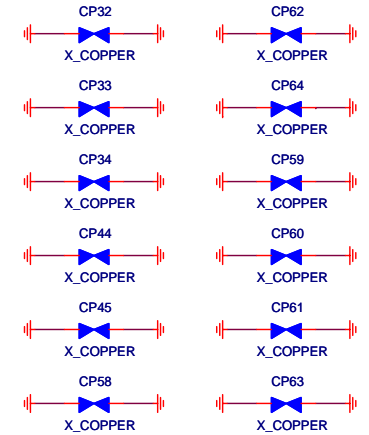 CP32
X_COPPER
CP62
X_COPPER
CP33
X_COPPER
CP64
X_COPPER
CP34
X_COPPER
CP59
X_COPPER
CP44
X_COPPER
CP60
X_COPPER
CP45
X_COPPER
CP61
X_COPPER
CP58
X_COPPER
CP63
X_COPPER